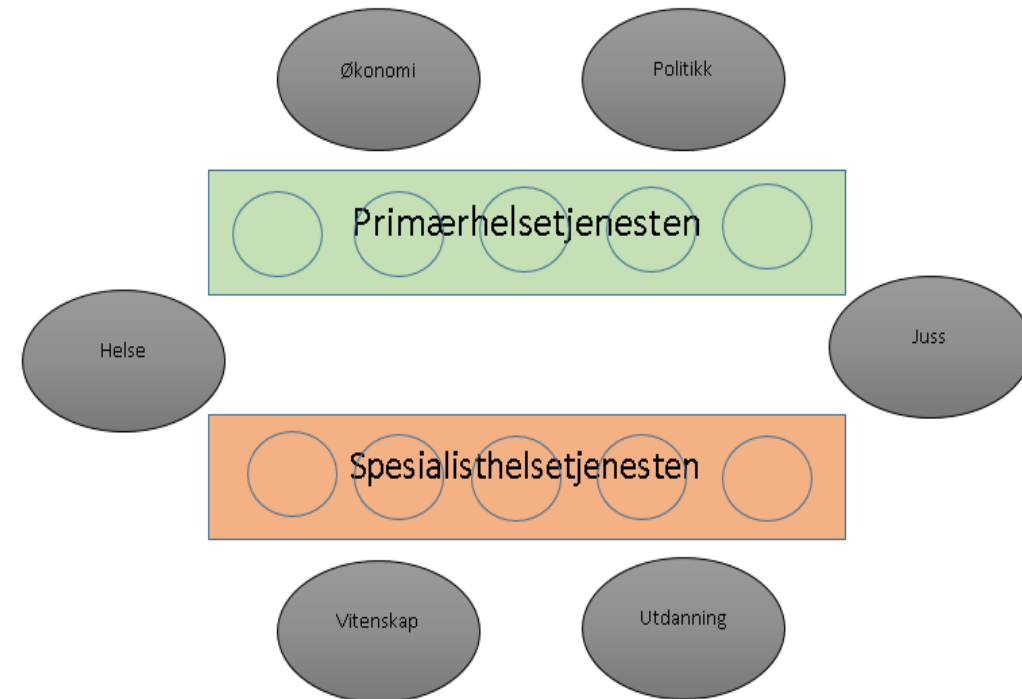 Økonomi
Politikk
Primærhelsetjenesten
Helse
Juss
Spesialisthelsetjenesten
Vitenskap
Utdanning